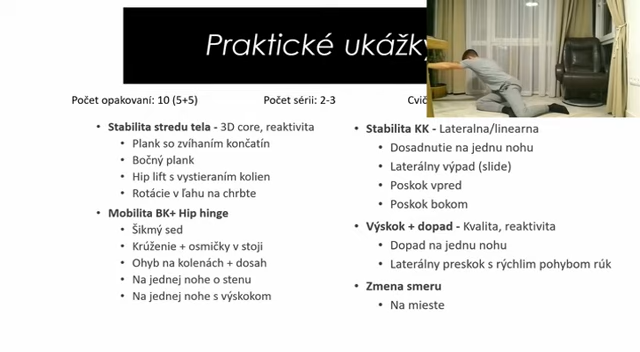 Praktické ukážky
Počet opakovaní: 10 (5+5)
Počet sérii: 2-3
Cvič
Stabilita stredu tela - 3D core, reaktivita
Plank so zvíhaním končatín
Bočný plank
Hip lift s vystieraním kolien
Rotácie v ľahu na chrbte
Mobilita BK+ Hip hinge
Šikmý sed
Krúženie + osmičky v stoji
Ohyb na kolenách + dosah
Na jednej nohe o stenu
Na jednej nohe s výskokom
Stabilita KK - Lateralna/linearna
Dosadnutie na jednu nohu
Laterálny výpad (slide)
Poskok vpred
Poskok bokom
Výskok + dopad - Kvalita, reaktivita
Dopad na jednu nohu
Laterálny preskok s rýchlim pohybom rúk
Zmena smeru
Na mieste